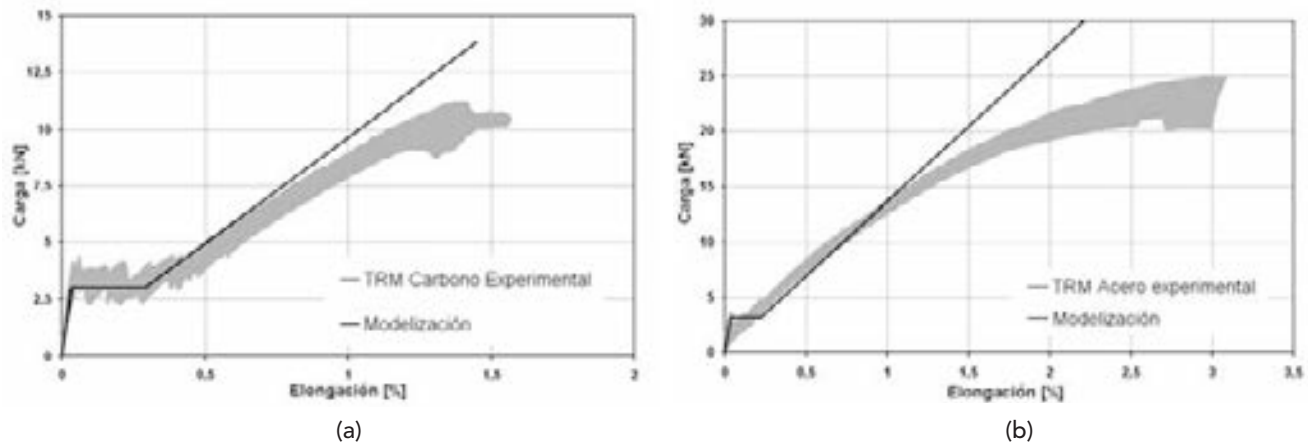 Carga [kN]
15
12,5
10
7,5
5
2,5
0
TRM Carbono Experimental
Modelización
0
0,5
1
1,5
2
Elongación [%]
(a)
Carga [kN]
30
25
20
15
10
5
0
TRM Acero experimental
Modelización
0
0,5
1
1,5
2
2,5
3
3,5
Elongación [%]
(b)